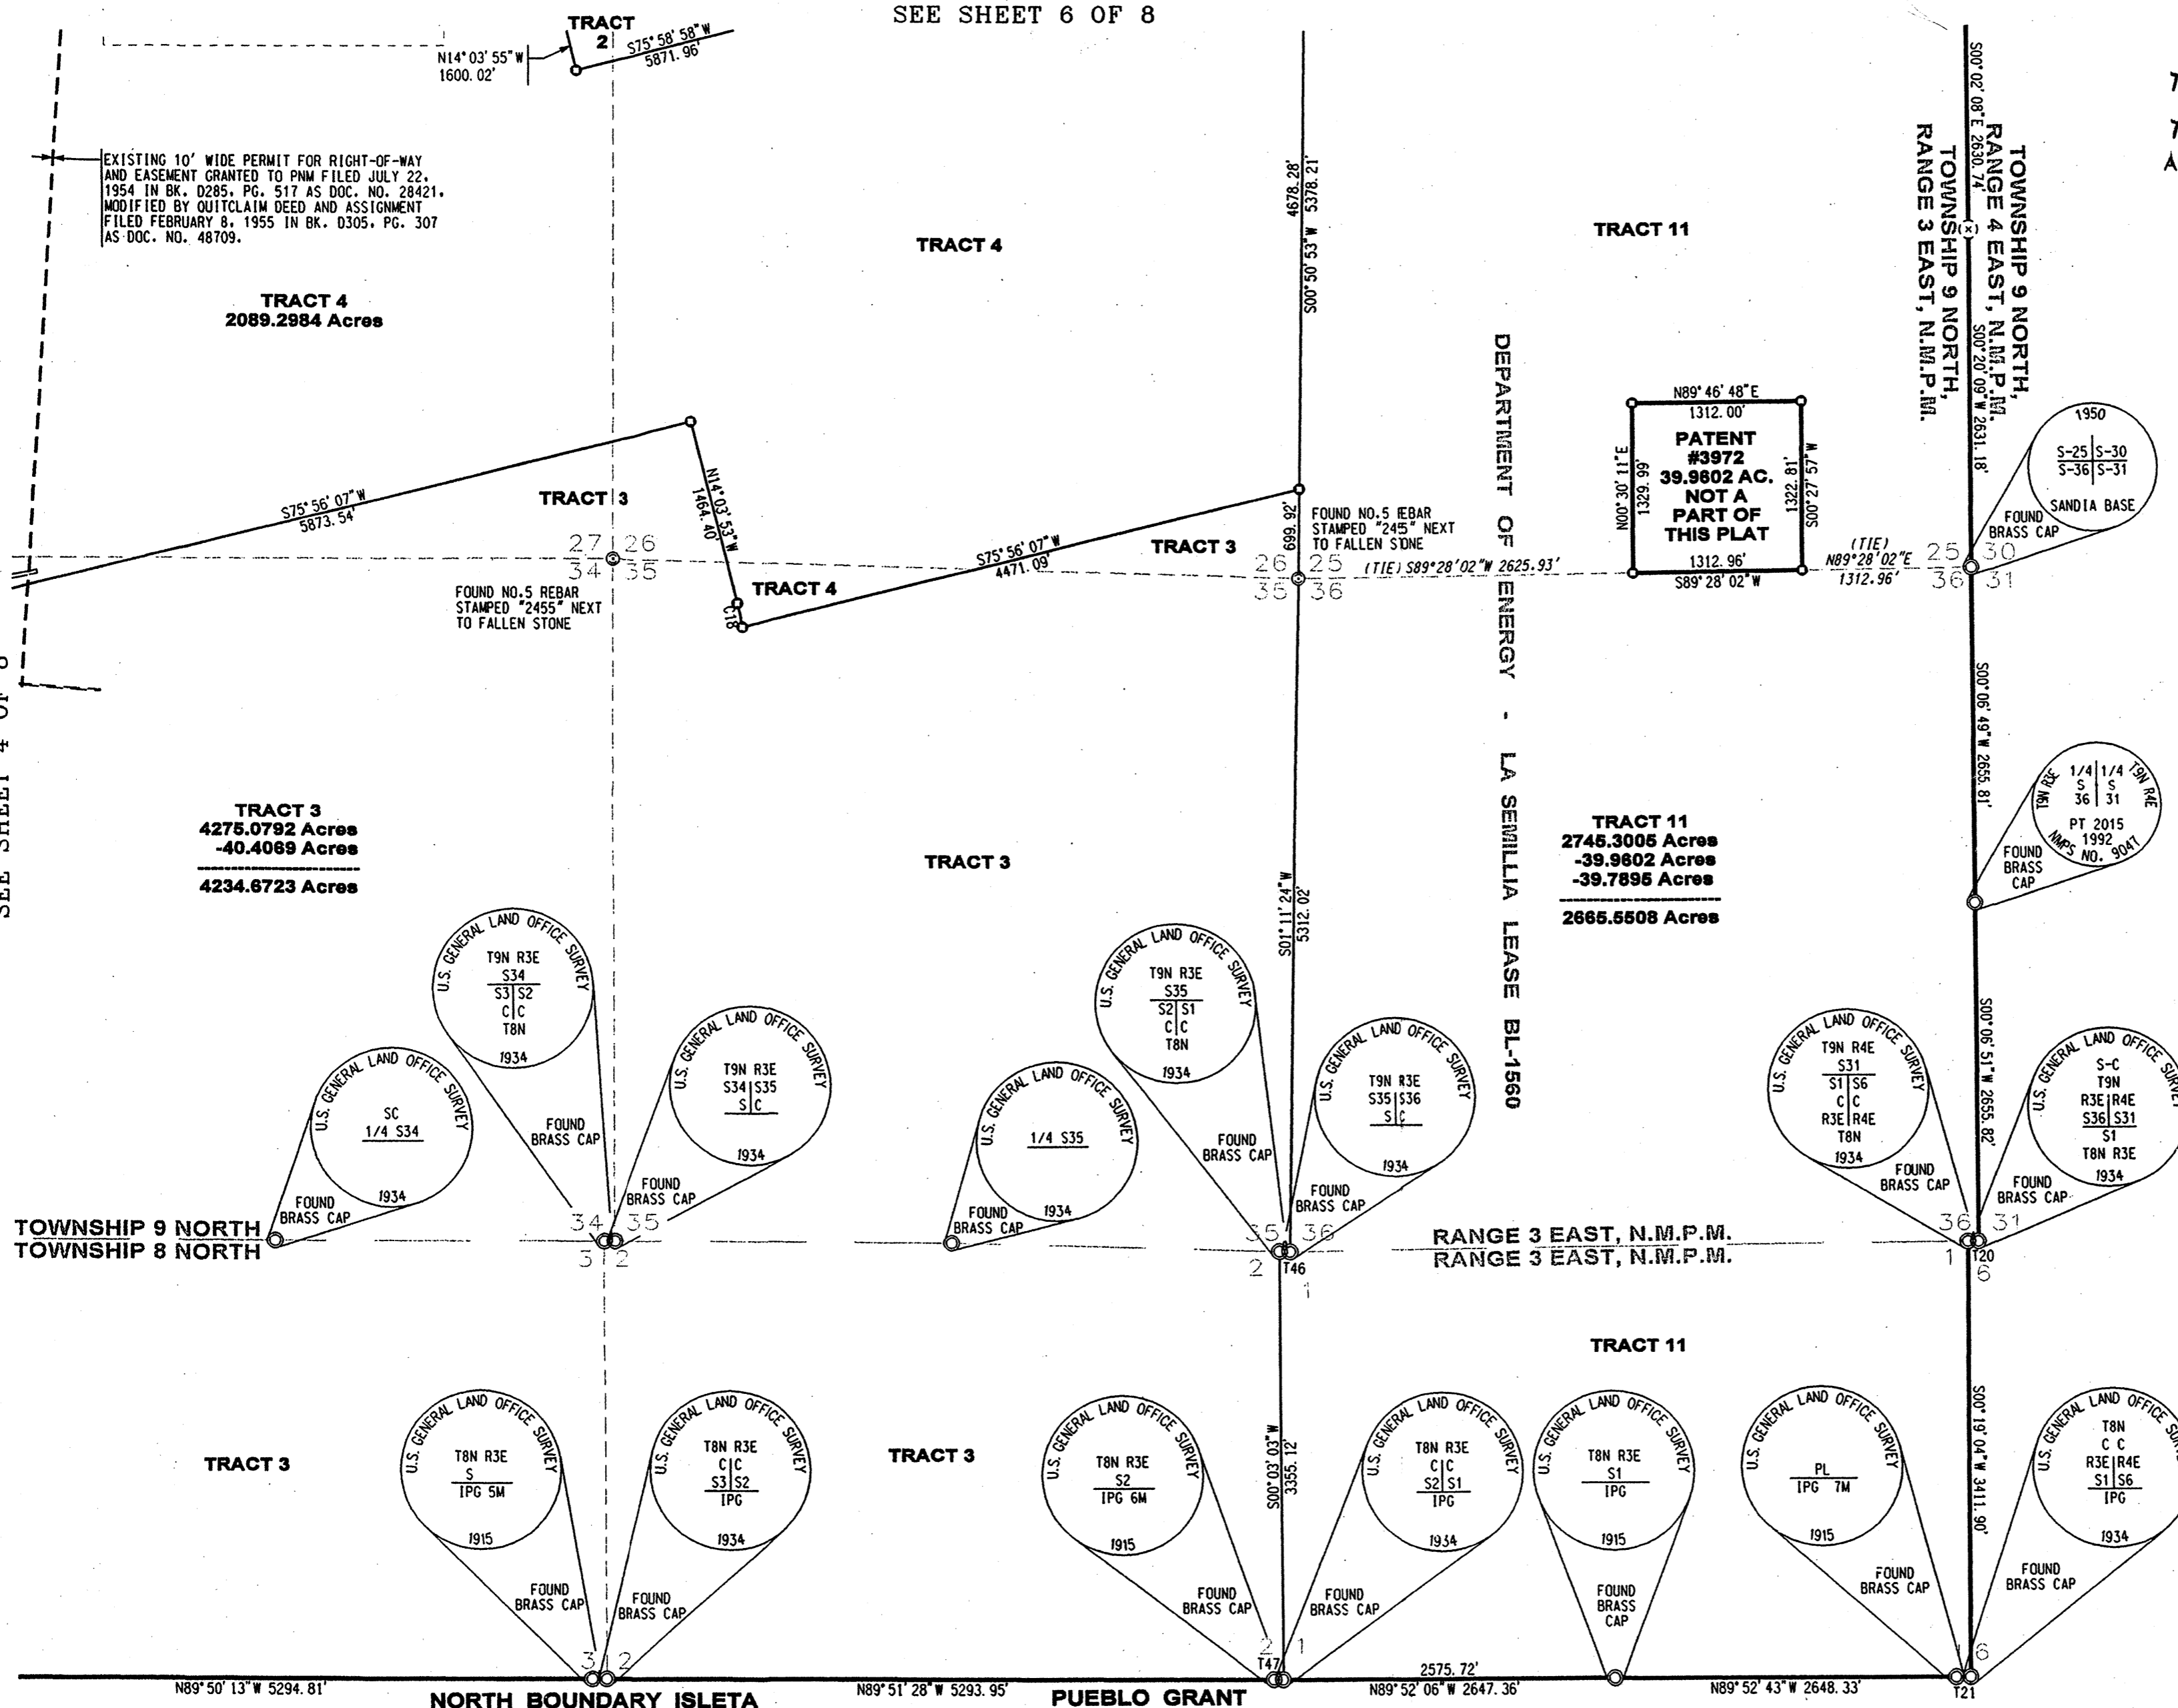 SEE SHEET 6 OF 8
TRACT
2
N14°03'55"W
1600.02'
S75°58'58"W
5871.96'
EXISTING 10' WIDE PERMIT FOR RIGHT-OF-WAY
AND EASEMENT GRANTED TO PNM FILED JULY 22,
1954 IN BK. D285, PG. 517 AS DOC. NO. 28421,
MODIFIED BY QUITCLAIM DEED AND ASSIGNMENT
FILED FEBRUARY 8, 1955 IN BK. D305, PG. 307
AS DOC. NO. 48709.
TRACT 4
2089.2984 Acres
TRACT 4
4678.28'
S00°50'53"W 5378.21'
TRACT 11
S00°02'08"E 2630.74'
TOWNSHIP 9 NORTH,
RANGE 4 EAST, N.M.P.M.
TOWNSHIP 9 NORTH,
RANGE 3 EAST, N.M.P.M.
S00°20'09"W 2631.18'
DEPARTMENT OF ENERGY - LA SEMILLIA LEASE BL-1560
N89°46'48"E
1312.00'
N00°30'11"E
1329.99'
PATENT
#3972
39.9602 AC.
NOT A
PART OF
THIS PLAT
1322.81'
S00°27'57"W
1312.96'
S89°28'02"W
1950
S-25 S-30
S-36 S-31
SANDIA BASE
FOUND
BRASS CAP
S75°56'07"W
5873.54'
TRACT 3
N14°03'53"W
1464.40'
C18
27 26
34 35
FOUND NO.5 REBAR
STAMPED "2455" NEXT
TO FALLEN STONE
TRACT 4
S75°56'07"W
4471.09'
TRACT 3
699.92'
FOUND NO.5 REBAR
STAMPED "245" NEXT
TO FALLEN STONE
26 25
35 36
(TIE) S89°28'02"W 2625.93'
(TIE)
N89°28'02"E
1312.96'
25 30
36 31
SEE SHEET 4 OF 8
S00°06'49"W 2655.81'
T9N R3E
1/4 1/4
S S
36 31
T9N R4E
PT 2015
1992
NMPS NO. 9047
FOUND
BRASS
CAP
TRACT 3
4275.0792 Acres
-40.4069 Acres
4234.6723 Acres
TRACT 3
S01°11'24"W
5312.02'
TRACT 11
2745.3005 Acres
-39.9602 Acres
-39.7895 Acres
2665.5508 Acres
S00°06'51"W 2655.82'
U.S. GENERAL LAND OFFICE SURVEY
SC
1/4 S34
1934
FOUND
BRASS CAP
U.S. GENERAL LAND OFFICE SURVEY
T9N R3E
S34
S3 S2
C C
T8N
1934
FOUND
BRASS CAP
U.S. GENERAL LAND OFFICE SURVEY
T9N R3E
S34 S35
S C
1934
FOUND
BRASS CAP
U.S. GENERAL LAND OFFICE SURVEY
1/4 S35
1934
FOUND
BRASS CAP
U.S. GENERAL LAND OFFICE SURVEY
T9N R3E
S35
S2 S1
C C
T8N
1934
FOUND
BRASS CAP
U.S. GENERAL LAND OFFICE SURVEY
T9N R3E
S35 S36
S C
1934
FOUND
BRASS CAP
U.S. GENERAL LAND OFFICE SURVEY
T9N R4E
S31
S1 S6
C C
R3E R4E
T8N
1934
FOUND
BRASS CAP
U.S. GENERAL LAND OFFICE SURVEY
S-C
T9N
R3E R4E
S36 S31
S1
T8N R3E
1934
FOUND
BRASS CAP
TOWNSHIP 9 NORTH
TOWNSHIP 8 NORTH
34 35
3 2
35 36
2 T46
1
RANGE 3 EAST, N.M.P.M.
RANGE 3 EAST, N.M.P.M.
36 31
1 T20
6
TRACT 11
TRACT 3
TRACT 3
S00°03'03"W
3355.12'
S00°19'04"W 3411.90'
U.S. GENERAL LAND OFFICE SURVEY
T8N R3E
S
IPG 5M
1915
FOUND
BRASS CAP
U.S. GENERAL LAND OFFICE SURVEY
T8N R3E
C C
S3 S2
IPG
1934
FOUND
BRASS CAP
U.S. GENERAL LAND OFFICE SURVEY
T8N R3E
S2
IPG 6M
1915
FOUND
BRASS CAP
U.S. GENERAL LAND OFFICE SURVEY
T8N R3E
C C
S2 S1
IPG
1934
FOUND
BRASS CAP
U.S. GENERAL LAND OFFICE SURVEY
T8N R3E
S1
IPG
1915
FOUND
BRASS
CAP
U.S. GENERAL LAND OFFICE SURVEY
PL
IPG 7M
1915
FOUND
BRASS CAP
U.S. GENERAL LAND OFFICE SURVEY
T8N
C C
R3E R4E
S1 S6
IPG
1934
FOUND
BRASS CAP
3 2
2 1
T47
1 6
T21
N89°50'13"W 5294.81'
NORTH BOUNDARY ISLETA
N89°51'28"W 5293.95'
PUEBLO GRANT
2575.72'
N89°52'06"W 2647.36'
N89°52'43"W 2648.33'